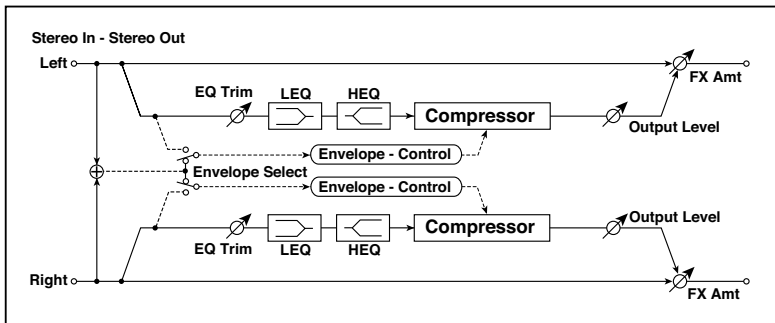 Stereo In - Stereo Out
Left
FX Amt
EQ Trim
LEQ
HEQ
Compressor
Output Level
Envelope - Control
Envelope Select
Envelope - Control
Output Level
EQ Trim
LEQ
HEQ
Compressor
Right
FX Amt